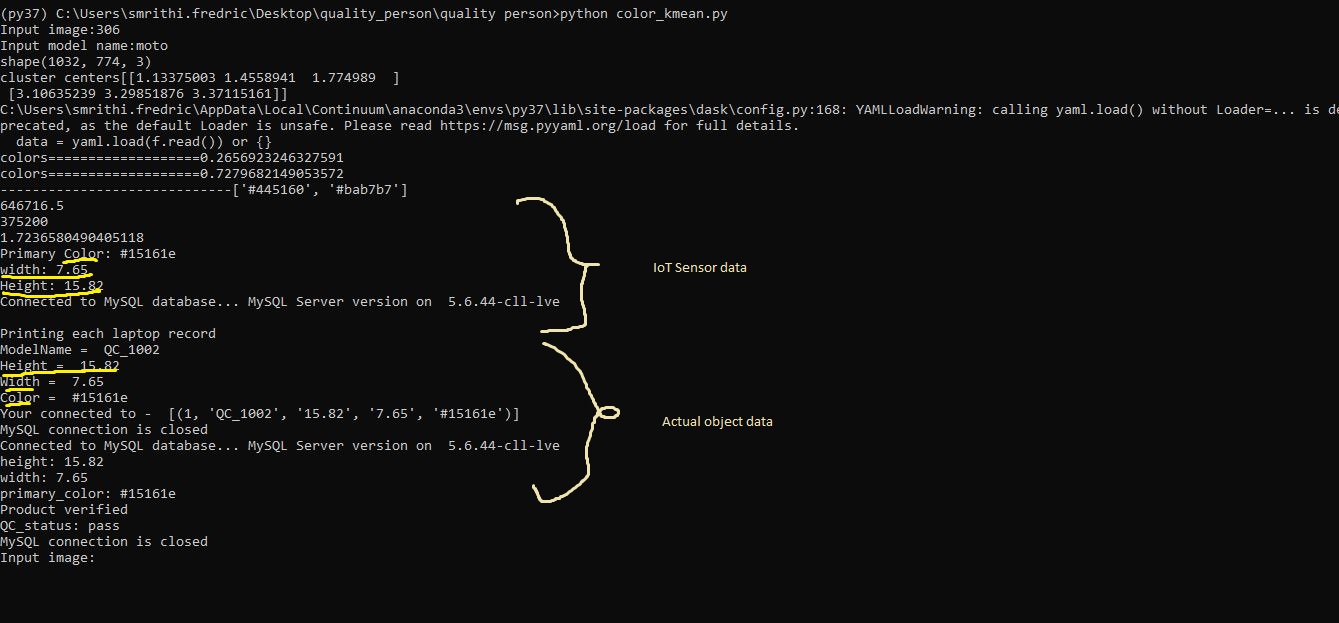 (py37) C:\Users\smrithi.fredric\Desktop\quality_person\quality person>python color_kmean.py
Input image:306
Input model name:moto
shape(1032, 774, 3)
cluster centers[[1.13375003 1.4558941  1.774989  ]
 [3.10635239 3.29851876 3.37115161]]
C:\Users\smrithi.fredric\AppData\Local\Continuum\anaconda3\envs\py37\lib\site-packages\dask\config.py:168: YAMLLoadWarning: calling yaml.load() without Loader=... is de
precated, as the default Loader is unsafe. Please read https://msg.pyyaml.org/load for full details.
  data = yaml.load(f.read()) or {}
colors===================0.2656923246327591
colors===================0.7279682149053572
-----------------------------['#445160', '#bab7b7']
646716.5
375200
1.7236580490405118
Primary Color: #15161e
width: 7.65
IoT Sensor data
Height: 15.82
Connected to MySQL database... MySQL Server version on  5.6.44-cll-lve
Printing each laptop record
ModelName =  QC_1002
Height =  15.82
Width =  7.65
Color =  #15161e
Your connected to -  [(1, 'QC_1002', '15.82', '7.65', '#15161e')]
Actual object data
MySQL connection is closed
Connected to MySQL database... MySQL Server version on  5.6.44-cll-lve
height: 15.82
width: 7.65
primary_color: #15161e
Product verified
QC_status: pass
MySQL connection is closed
Input image: